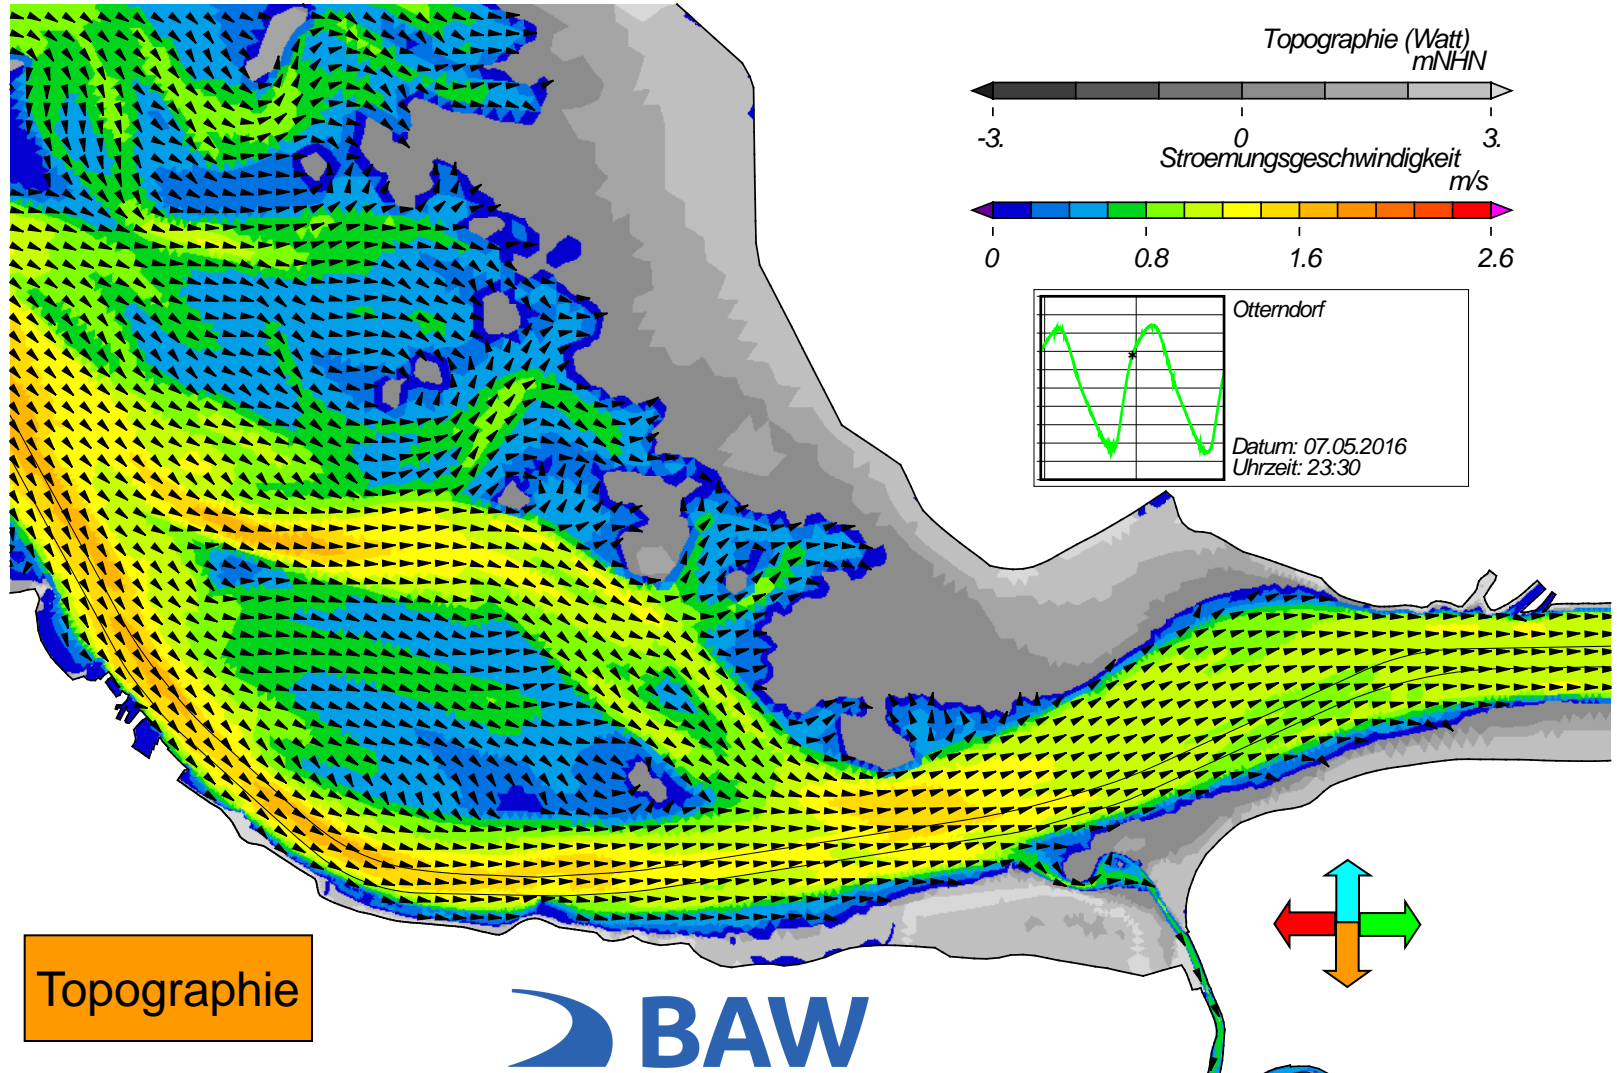 Topographie (Watt)
mNHN
-3. 0 3.
Stroemungsgeschwindigkeit
m/s
0 0.8 1.6 2.6
Otterndorf
Datum: 07.05.2016
Uhrzeit: 23:30
Topographie
BAW